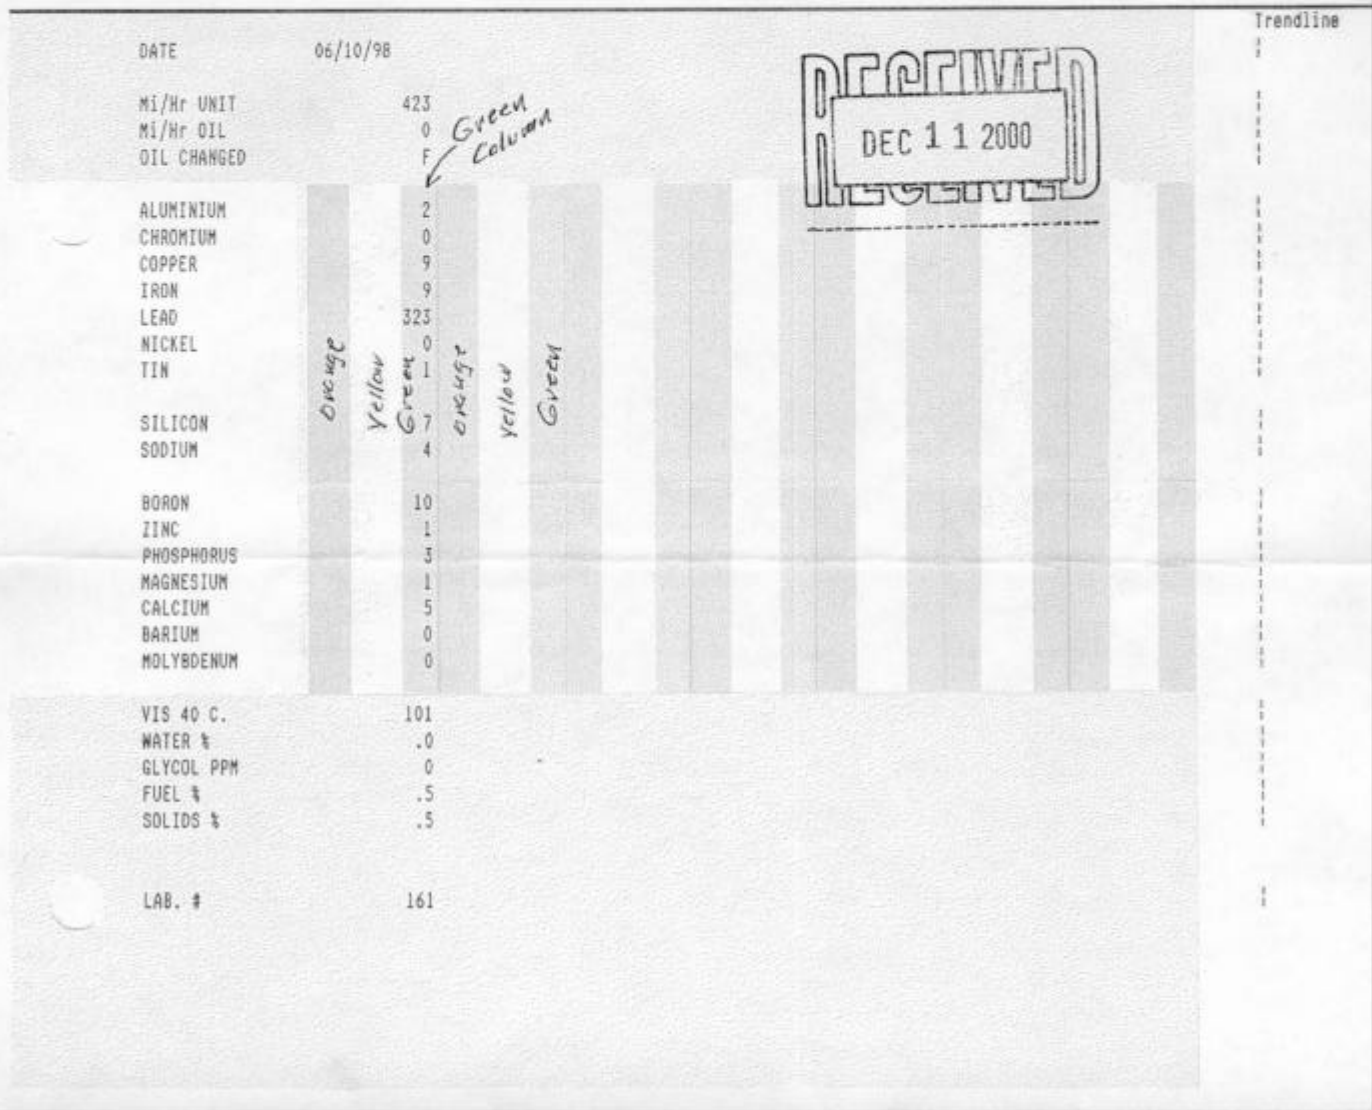 Trendline
DATE 06/10/98
RECEIVED
DEC 11 2000
RECEIVED
Mi/Hr UNIT 423
Mi/Hr OIL 0
OIL CHANGED F
Green
Column
ALUMINIUM 2
CHROMIUM 0
COPPER 9
IRON 9
LEAD 323
NICKEL 0
TIN 1
Orange
Yellow
Green
Orange
Yellow
Green
SILICON 7
SODIUM 4
BORON 10
ZINC 1
PHOSPHORUS 3
MAGNESIUM 1
CALCIUM 5
BARIUM 0
MOLYBDENUM 0
VIS 40 C. 101
WATER % .0
GLYCOL PPM 0
FUEL % .5
SOLIDS % .5
LAB. # 161